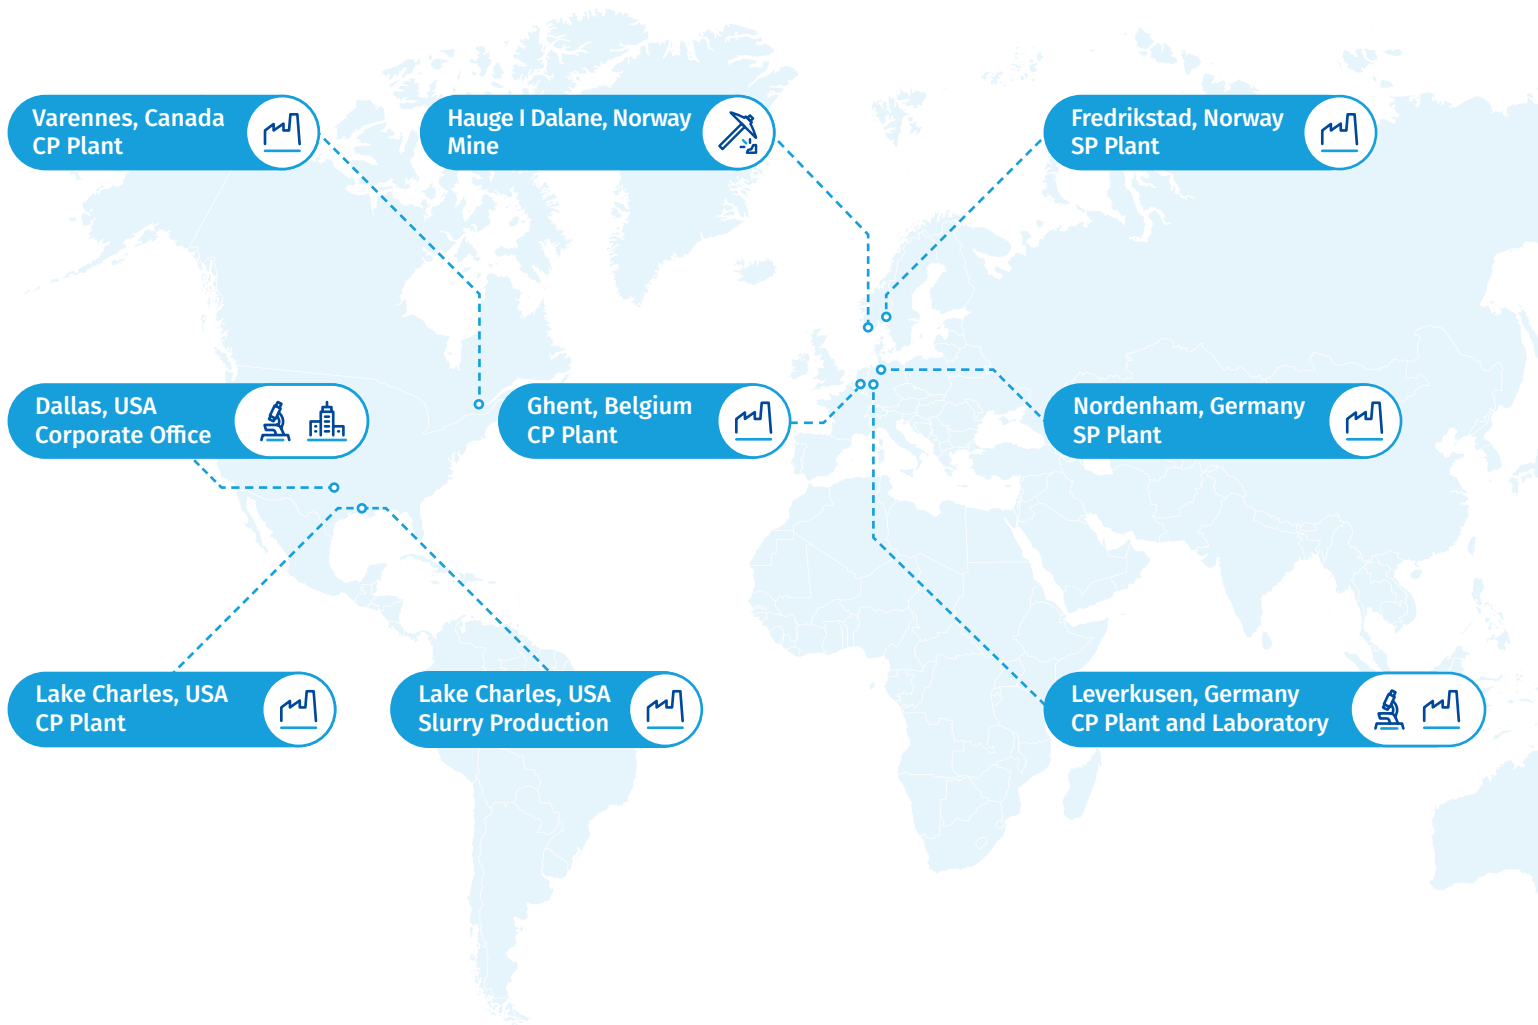 Varennes, Canada
CP Plant
Hauge I Dalane, Norway
Mine
Fredrikstad, Norway
SP Plant
Dallas, USA
Corporate Office
Ghent, Belgium
CP Plant
Nordenham, Germany
SP Plant
Lake Charles, USA
CP Plant
Lake Charles, USA
Slurry Production
Leverkusen, Germany
CP Plant and Laboratory